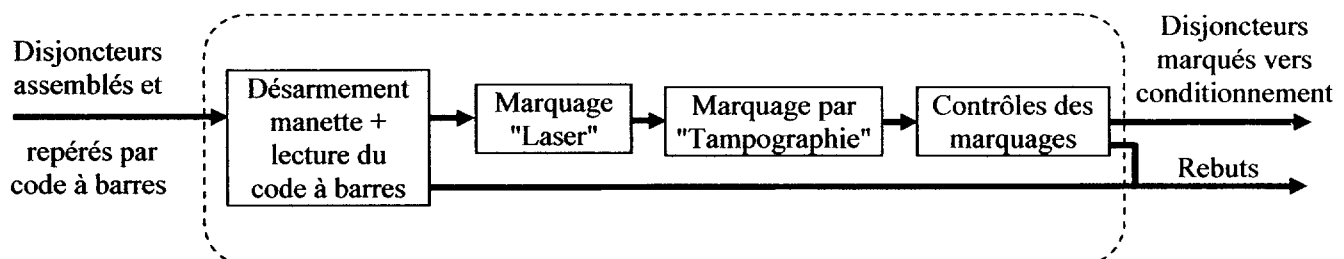 Disjoncteurs
assemblés et
repérés par
code à barres
Désarmement
manette +
lecture du
code à barres
Marquage
"Laser"
Marquage par
"Tampographie"
Contrôles des
marquages
Disjoncteurs
marqués vers
conditionnement
Rebuts